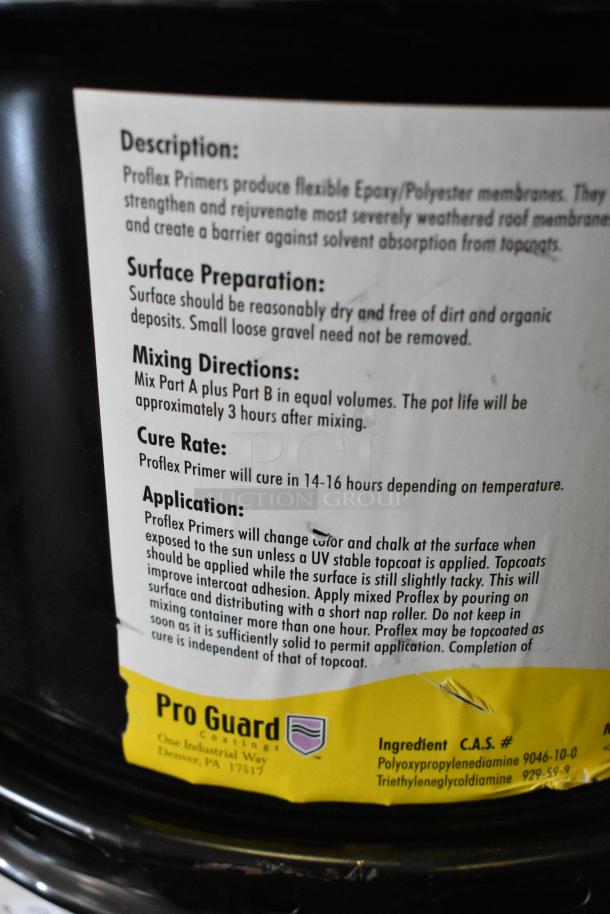 Description:
Proflex Primers produce flexible Epoxy/Polyester membranes. They
strengthen and rejuvenate most severely weathered roof membranes
and create a barrier against solvent absorption from topcoats.
Surface Preparation:
Surface should be reasonably dry and free of dirt and organic
deposits. Small loose gravel need not be removed.
Mixing Directions:
Mix Part A plus Part B in equal volumes. The pot life will be
approximately 3 hours after mixing.
Cure Rate:
Proflex Primer will cure in 14-16 hours depending on temperature.
PCH
AUCTION GROUP
Application:
Proflex Primers will change color and chalk at the surface when
exposed to the sun unless a UV stable topcoat is applied. Topcoats
should be applied while the surface is still slightly tacky. This will
improve intercoat adhesion. Apply mixed Proflex by pouring on
surface and distributing with a short nap roller. Do not keep in
mixing container more than one hour. Proflex may be topcoated as
soon as it is sufficiently solid to permit application. Completion of
cure is independent of that of topcoat.
Pro Guard
Coatings
One Industrial Way
Denver, PA 17517
Ingredient C.A.S. #
Polyoxypropylenediamine 9046-10-0
Triethyleneglycoldiamine 929-59-9